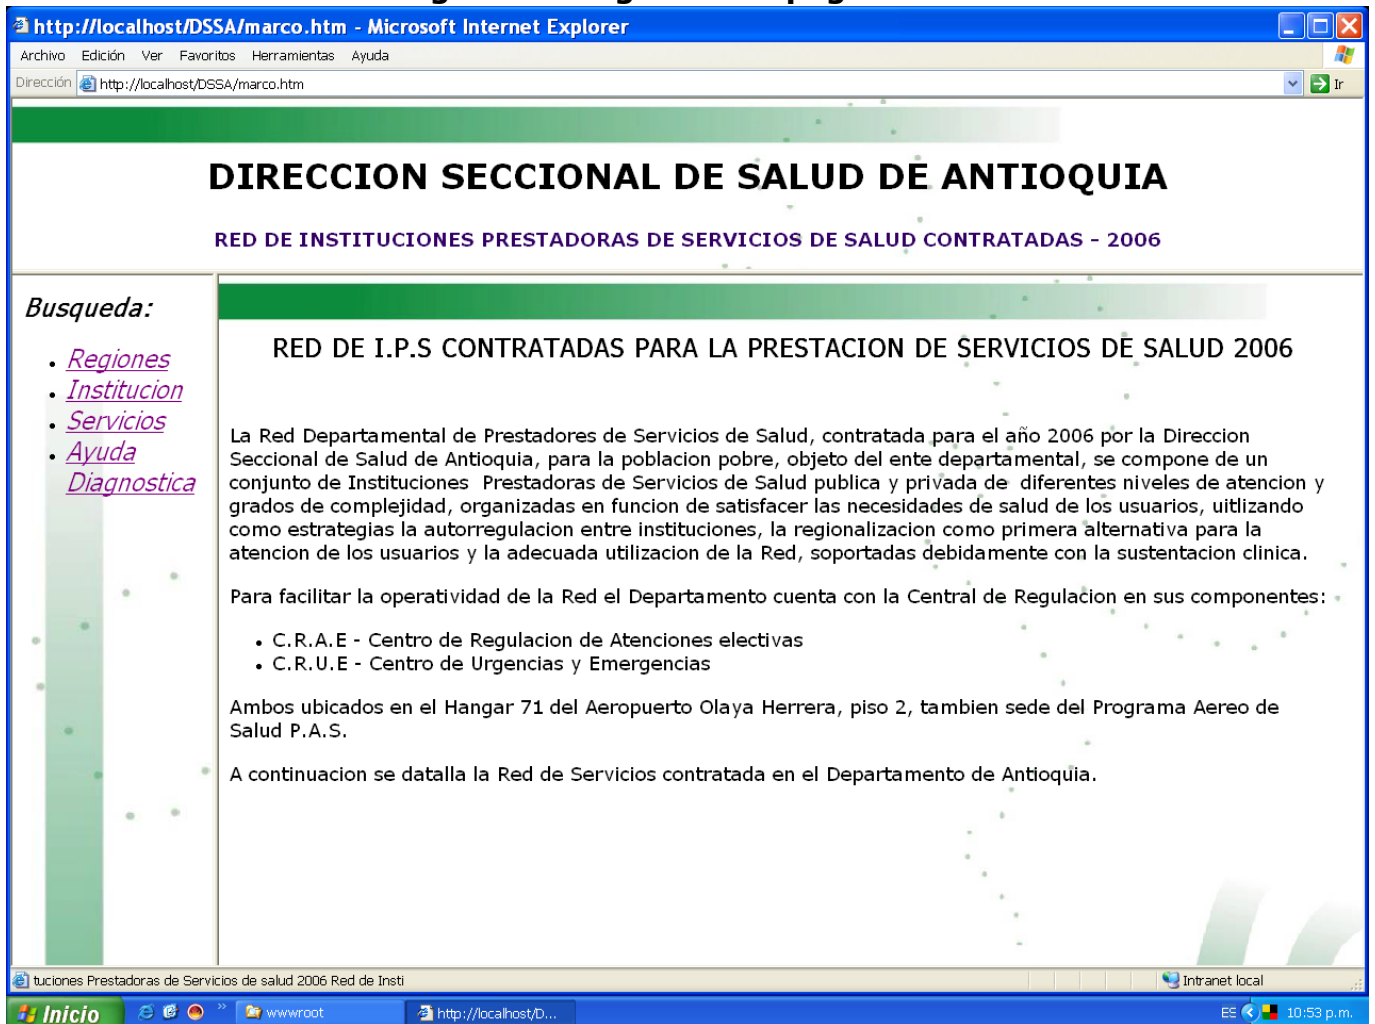 http://localhost/DSSA/marco.htm - Microsoft Internet Explorer
Archivo Edición Ver Favoritos Herramientas Ayuda
Dirección http://localhost/DSSA/marco.htm Ir
DIRECCION SECCIONAL DE SALUD DE ANTIOQUIA
RED DE INSTITUCIONES PRESTADORAS DE SERVICIOS DE SALUD CONTRATADAS - 2006
Busqueda:
Regiones
Institucion
Servicios
Ayuda
Diagnostica
RED DE I.P.S CONTRATADAS PARA LA PRESTACION DE SERVICIOS DE SALUD 2006
La Red Departamental de Prestadores de Servicios de Salud, contratada para el año 2006 por la Direccion
Seccional de Salud de Antioquia, para la poblacion pobre, objeto del ente departamental, se compone de un
conjunto de Instituciones Prestadoras de Servicios de Salud publica y privada de diferentes niveles de atencion y
grados de complejidad, organizadas en funcion de satisfacer las necesidades de salud de los usuarios, uitlizando
como estrategias la autorregulacion entre instituciones, la regionalizacion como primera alternativa para la
atencion de los usuarios y la adecuada utilizacion de la Red, soportadas debidamente con la sustentacion clinica.
Para facilitar la operatividad de la Red el Departamento cuenta con la Central de Regulacion en sus componentes:
C.R.A.E - Centro de Regulacion de Atenciones electivas
C.R.U.E - Centro de Urgencias y Emergencias
Ambos ubicados en el Hangar 71 del Aeropuerto Olaya Herrera, piso 2, tambien sede del Programa Aereo de
Salud P.A.S.
A continuacion se datalla la Red de Servicios contratada en el Departamento de Antioquia.
tuciones Prestadoras de Servicios de salud 2006 Red de Insti Intranet local
Inicio » wwwroot http://localhost/D... ES 10:53 p.m.